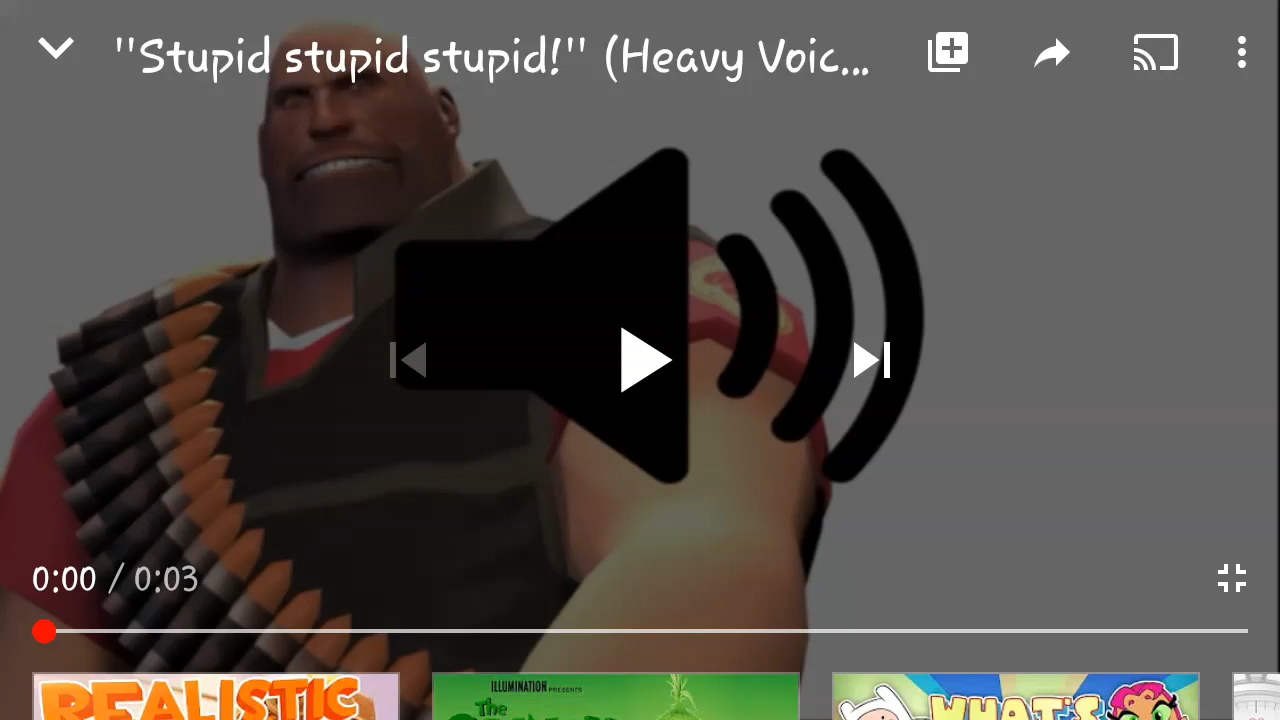 "Stupid stupid stupid!" (Heavy Voic...
0:00 / 0:03
REALISTIC
ILLUMINATION PRESENTS
The
WHAT'S